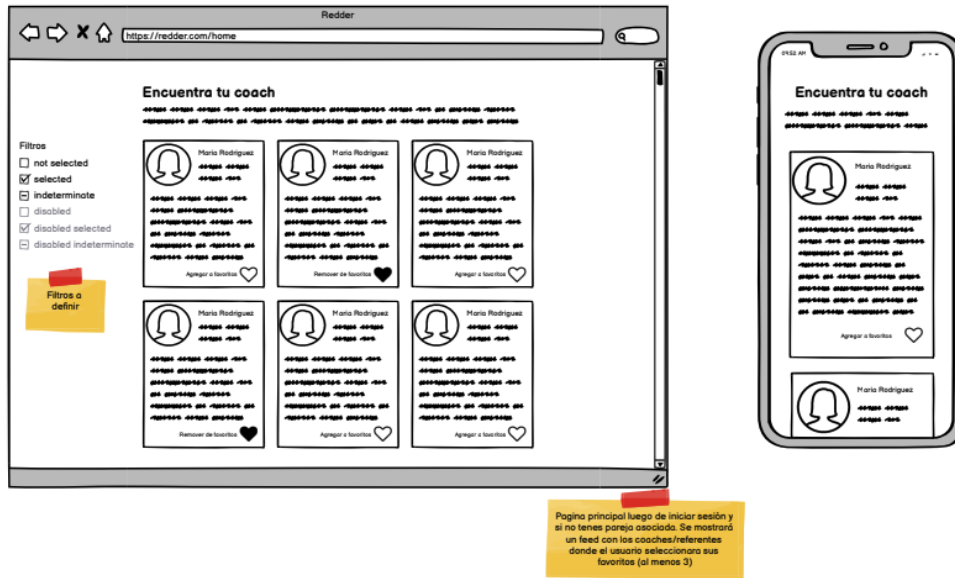 Redder
https://redder.com/home
Encuentra tu coach
Filtros
not selected
selected
indeterminate
disabled
disabled selected
disabled indeterminate
Filtros a
definir
Maria Rodriguez
Agregar a favoritos
Maria Rodriguez
Remover de favoritos
Maria Rodriguez
Agregar a favoritos
Maria Rodriguez
Remover de favoritos
Maria Rodriguez
Agregar a favoritos
Maria Rodriguez
Agregar a favoritos
09:52 AM
Encuentra tu coach
Maria Rodriguez
Agregar a favoritos
Maria Rodriguez
Pagina principal luego de iniciar sesión y
si no tenes pareja asociada. Se mostrará
un feed con los coaches/referentes
donde el usuario seleccionara sus
favoritos (al menos 3)